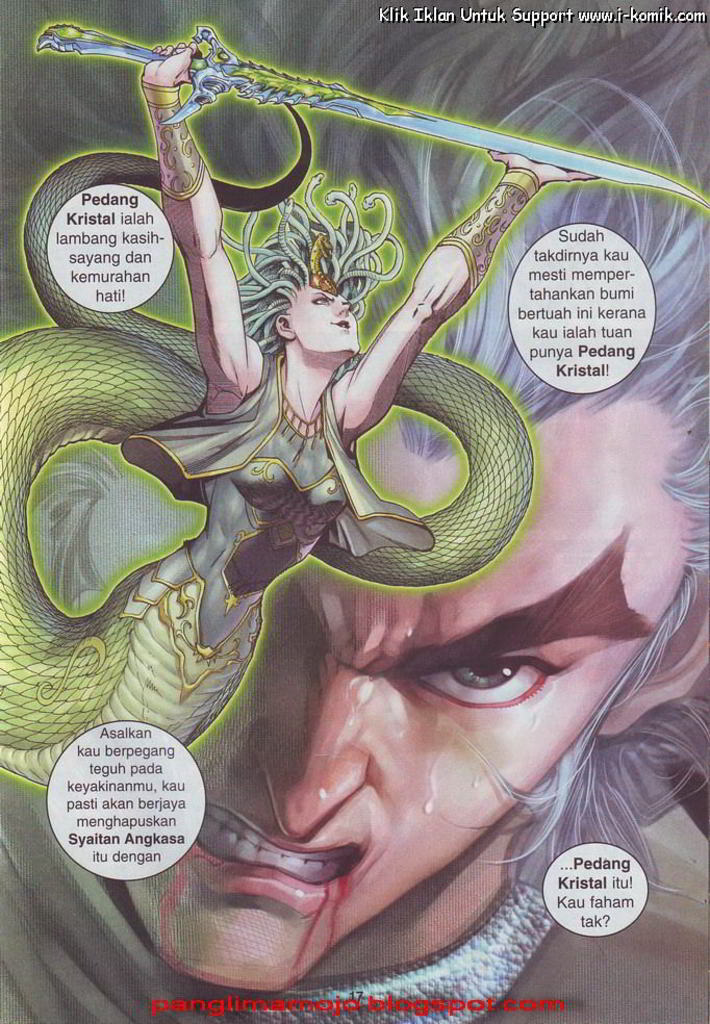 Klik Iklan Untuk Support www.i-komik.com
Pedang
Kristal ialah
lambang kasih-
sayang dan
kemurahan
hati!
Sudah
takdirnya kau
mesti memper-
tahankan bumi
bertuah ini kerana
kau ialah tuan
punya Pedang
Kristal!
Asalkan
kau berpegang
teguh pada
keyakinanmu, kau
pasti akan berjaya
menghapuskan
Syaitan Angkasa
itu dengan
...Pedang
Kristal itu!
Kau faham
tak?
17
panglimamojo.blogspot.com